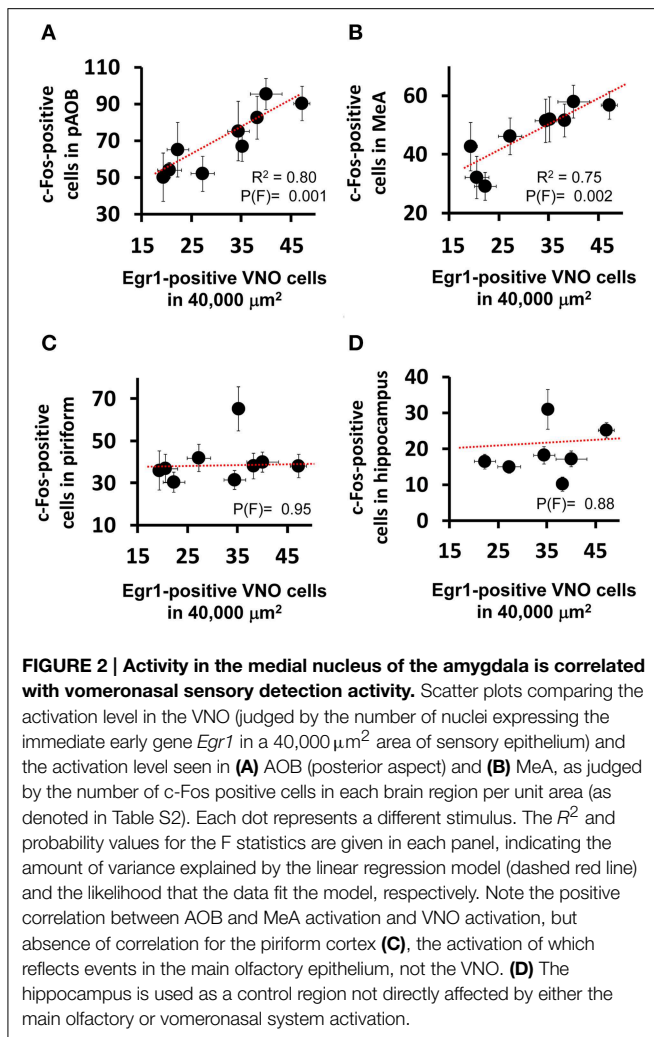 A
B
c-Fos-positive
cells in pAOB
110
90
70
50
30
R² = 0.80
P(F)= 0.001
15 25 35 45
Egr1-positive VNO cells
in 40,000 μm²
c-Fos-positive
cells in MeA
60
40
20
R² = 0.75
P(F)= 0.002
15 25 35 45
Egr1-positive VNO cells
in 40,000 μm²
C
D
c-Fos-positive
cells in piriform
70
50
30
10
P(F)= 0.95
15 25 35 45
Egr1-positive VNO cells
in 40,000 μm²
c-Fos-positive
cells in hippocampus
40
30
20
10
0
P(F)= 0.88
15 25 35 45
Egr1-positive VNO cells
in 40,000 μm²
FIGURE 2 | Activity in the medial nucleus of the amygdala is correlated
with vomeronasal sensory detection activity. Scatter plots comparing the
activation level in the VNO (judged by the number of nuclei expressing the
immediate early gene Egr1 in a 40,000 μm² area of sensory epithelium) and
the activation level seen in (A) AOB (posterior aspect) and (B) MeA, as judged
by the number of c-Fos positive cells in each brain region per unit area (as
denoted in Table S2). Each dot represents a different stimulus. The R² and
probability values for the F statistics are given in each panel, indicating the
amount of variance explained by the linear regression model (dashed red line)
and the likelihood that the data fit the model, respectively. Note the positive
correlation between AOB and MeA activation and VNO activation, but
absence of correlation for the piriform cortex (C), the activation of which
reflects events in the main olfactory epithelium, not the VNO. (D) The
hippocampus is used as a control region not directly affected by either the
main olfactory or vomeronasal system activation.